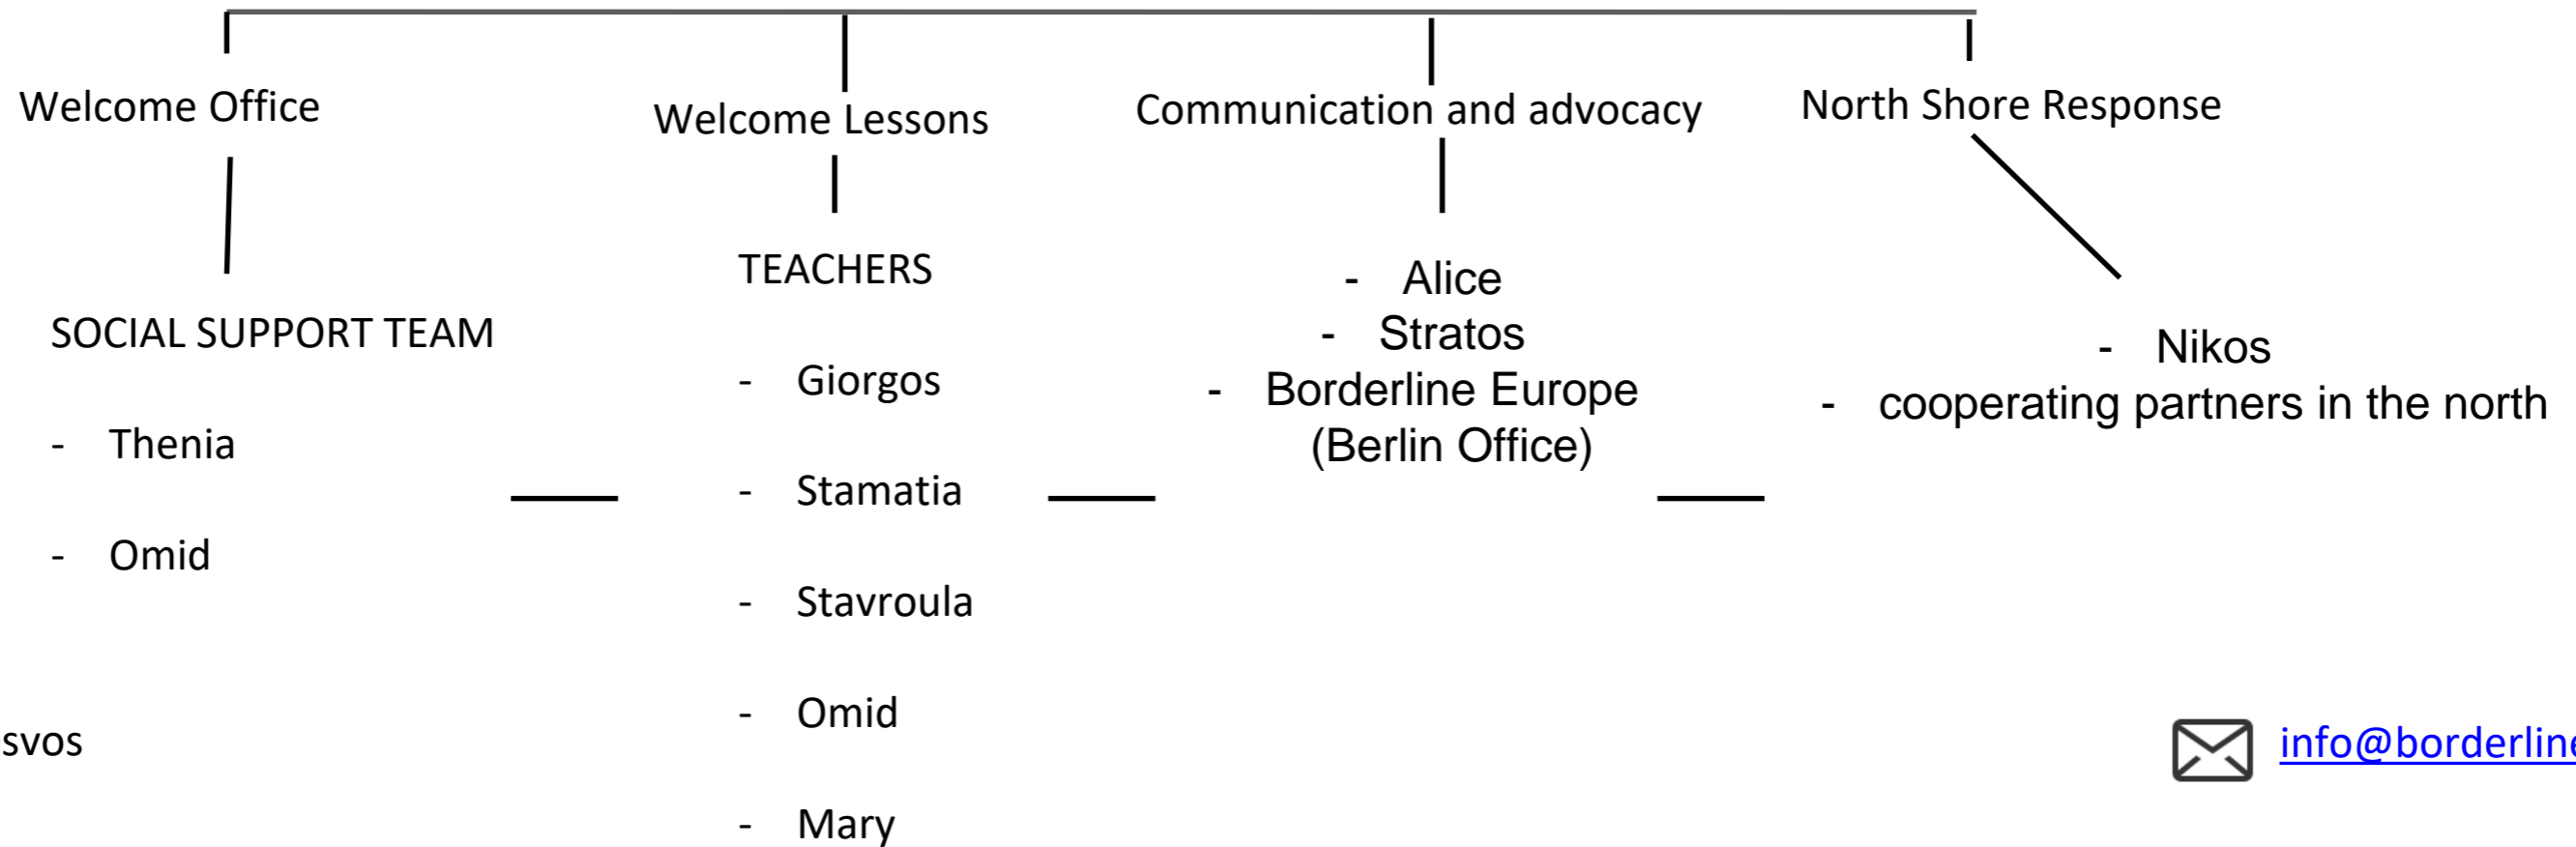 Welcome Office
Welcome Lessons
Communication and advocacy
North Shore Response
SOCIAL SUPPORT TEAM
- Thenia
- Omid
TEACHERS
- Giorgos
- Stamatia
- Stavroula
- Omid
- Mary
- Alice
- Stratos
- Borderline Europe
(Berlin Office)
- Nikos
- cooperating partners in the north
svos
info@borderline